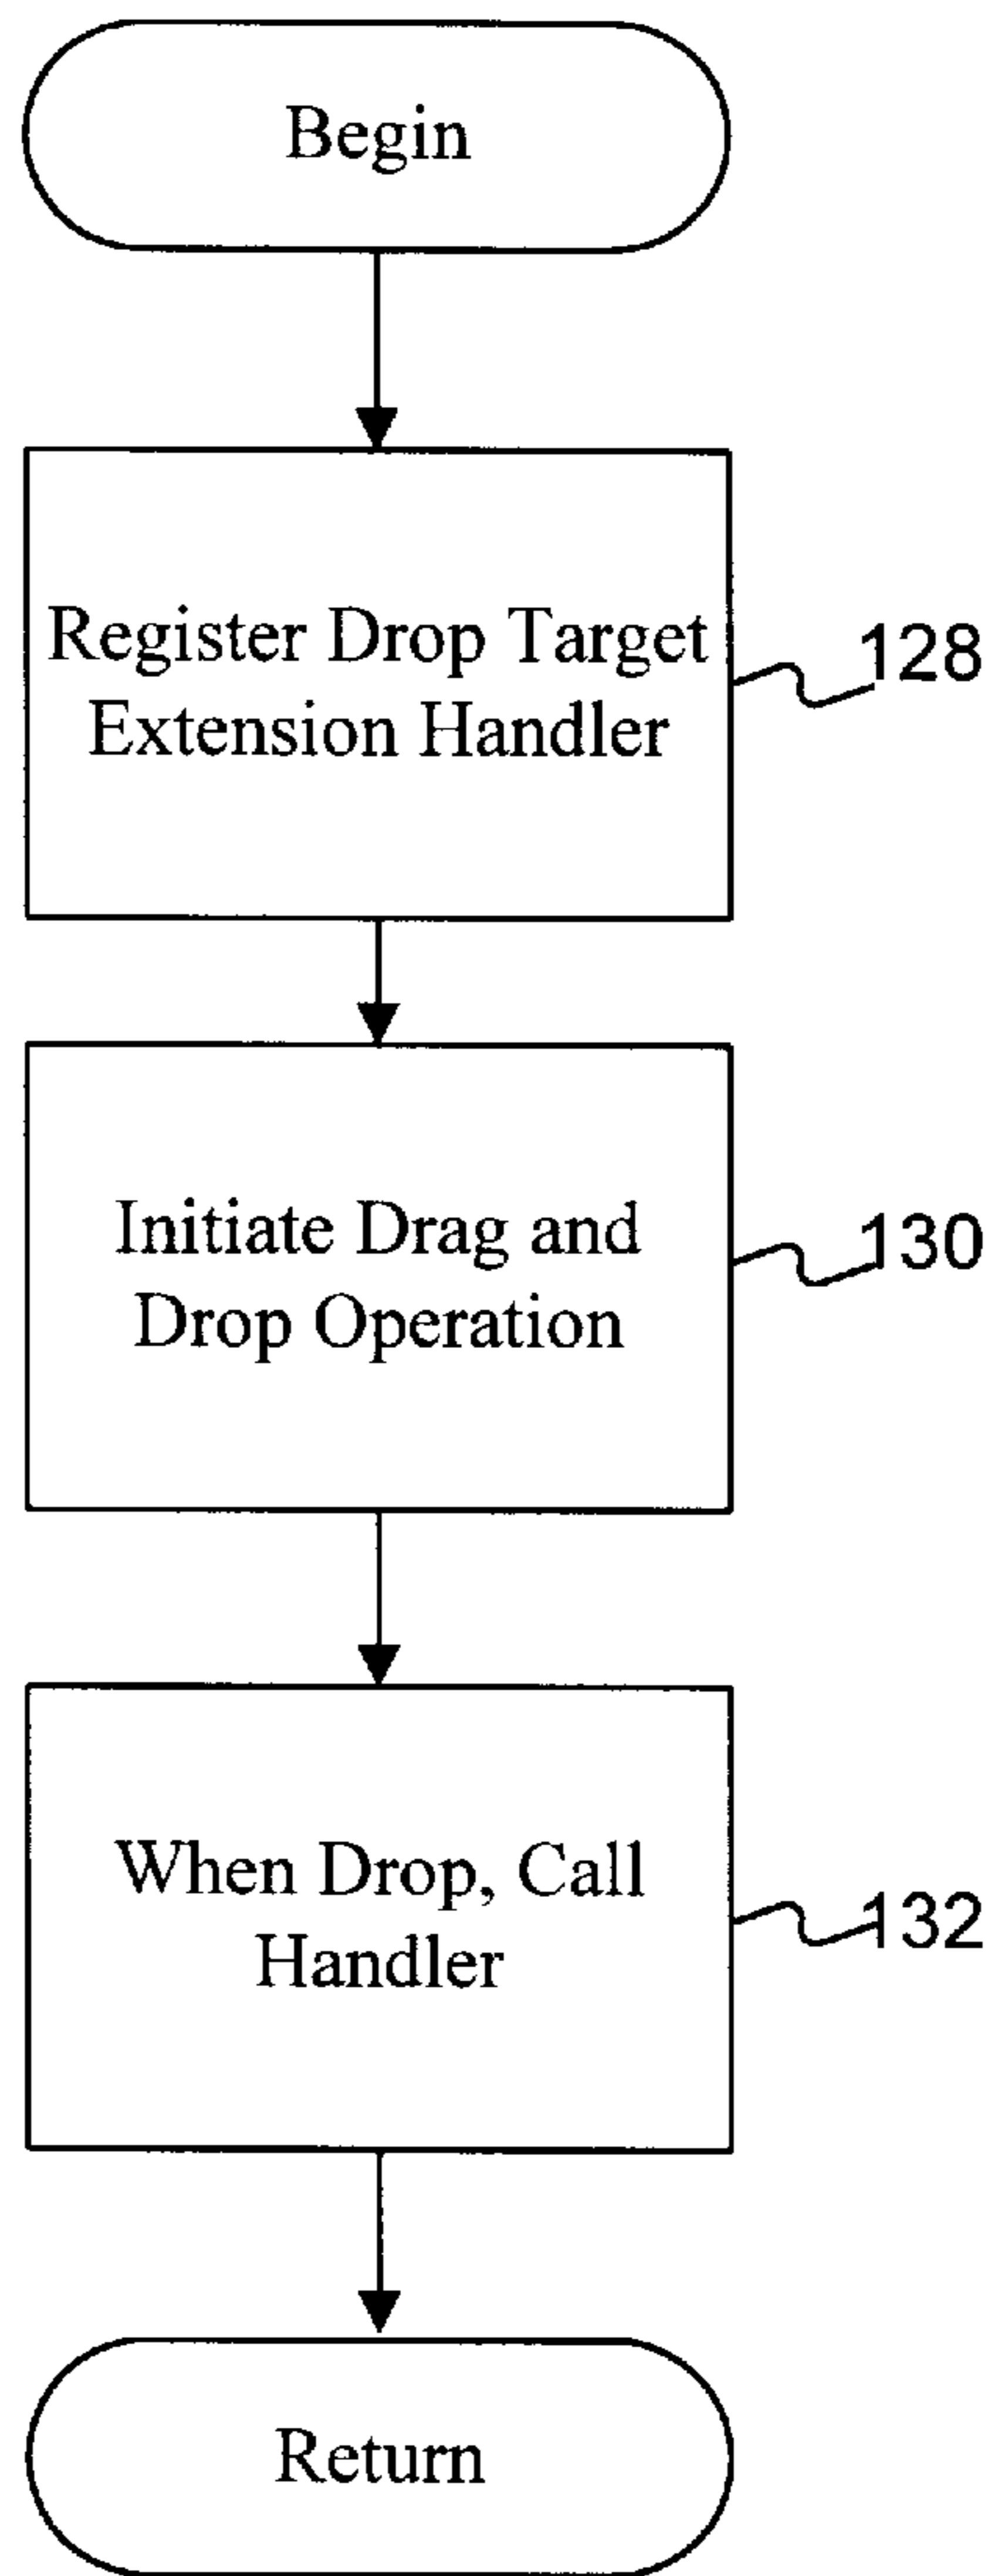 Begin
Register Drop Target
Extension Handler
128
Initiate Drag and
Drop Operation
130
When Drop, Call
Handler
132
Return